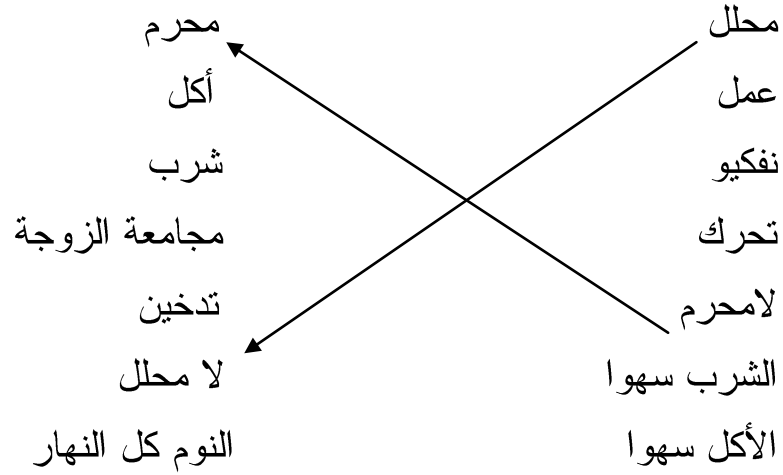 محلل محرم
عمل أكل
نفكيو شرب
تحرك مجامعة الزوجة
لامحرم تدخين
الشرب سهوا لا محلل
الأكل سهوا النوم كل النهار